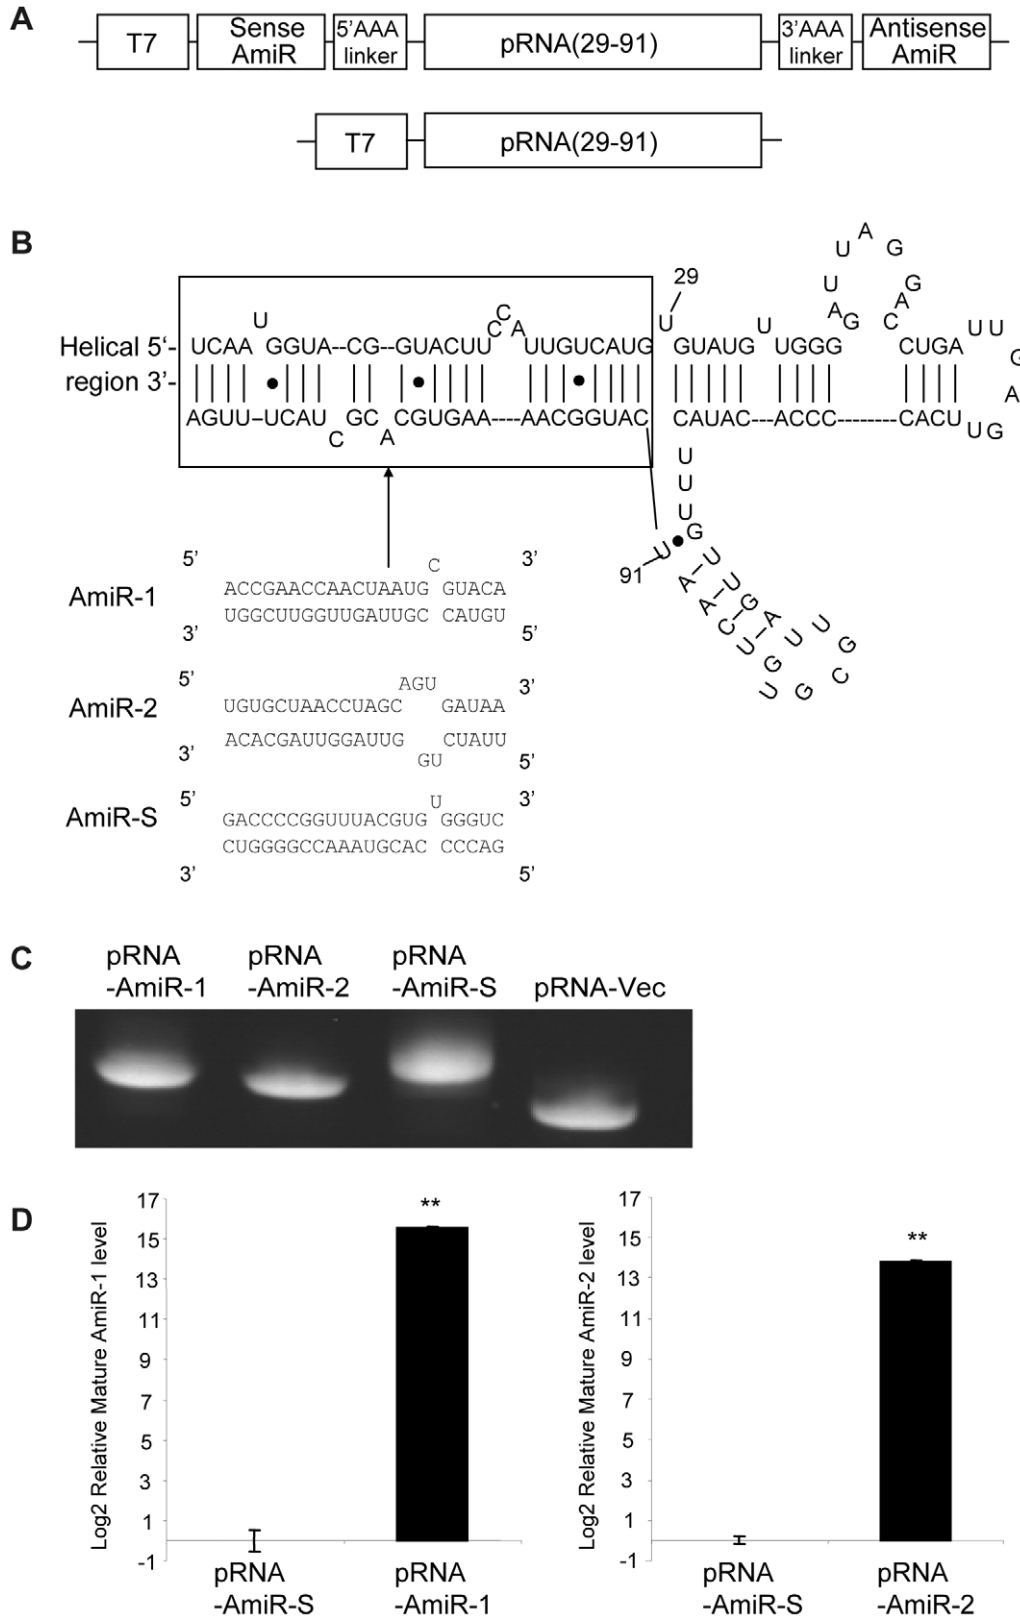 A
T7
Sense AmiR
5'AAA linker
pRNA(29-91)
3'AAA linker
Antisense AmiR
T7
pRNA(29-91)
B
U A G
U G
U A
A G C
29
U
U C C A U U U
Helical 5'- UCAA GGUA--CG--GUACUU UUGUCAUG GUAUG UGGG CUGA G
region 3'- A
AGUU--UCAU GC CGUGAA----AACGGUAC CAUAC---ACCC--------CACU UG
C A
U
U
U
G
91 U
U U G A U U G
A A C U G U G C
5' C 3'
AmiR-1 ACCGAACCAACUAAUG GUACA
UGGCUUGGUUGAUUGC CAUGU
3' 5'
5' AGU 3'
AmiR-2 UGUGCUAACCUAGC GAUAA
ACACGAUUGGAUUG CUAUU
3' GU 5'
5' U 3'
AmiR-S GACCCCGGUUUACGUG GGGUC
CUGGGGCCAAAUGCAC CCCAG
3' 5'
C
pRNA -AmiR-1
pRNA -AmiR-2
pRNA -AmiR-S
pRNA-Vec
D
Log2 Relative Mature AmiR-1 level
17
15
13
11
9
7
5
3
1
-1
**
pRNA -AmiR-S
pRNA -AmiR-1
Log2 Relative Mature AmiR-2 level
17
15
13
11
9
7
5
3
1
-1
**
pRNA -AmiR-S
pRNA -AmiR-2